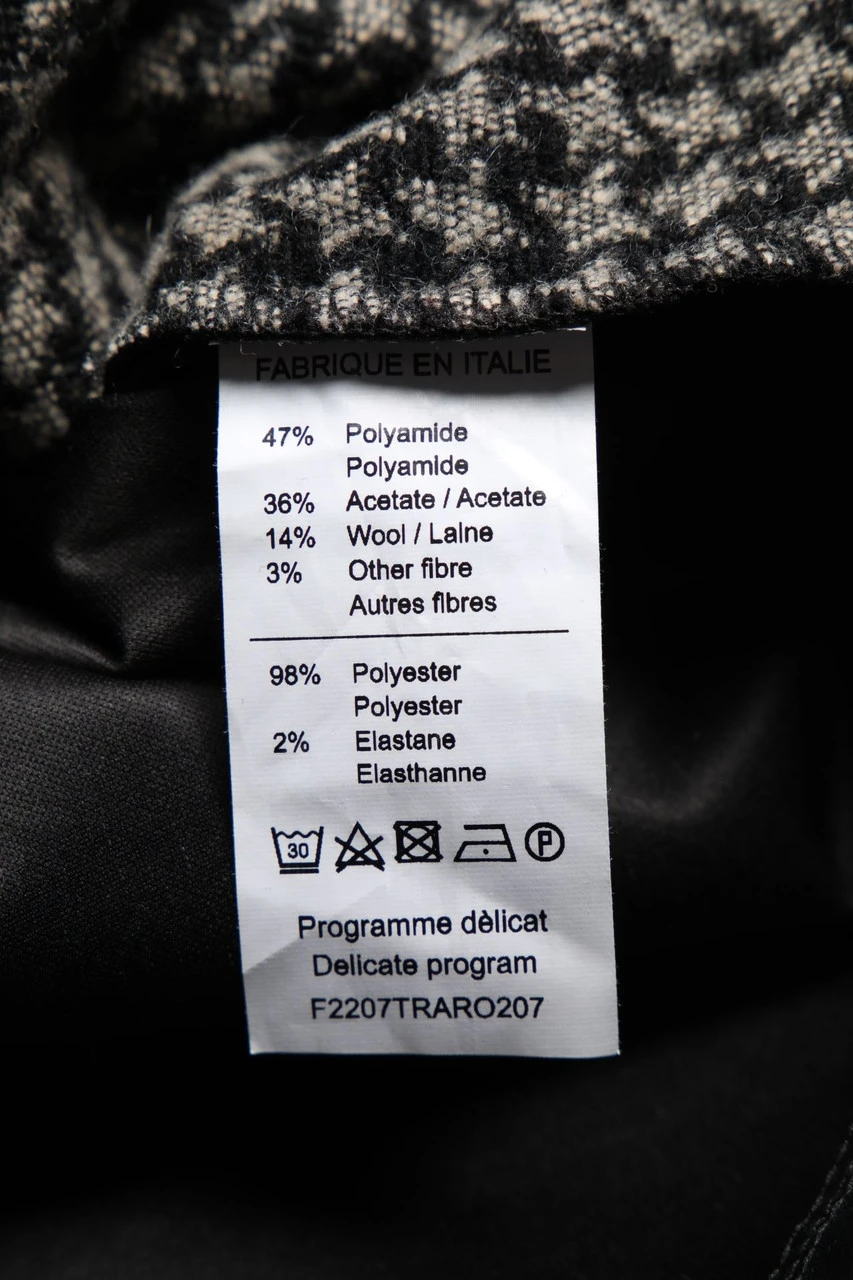 FABRIQUE EN ITALIE
47% Polyamide
Polyamide
36% Acetate / Acetate
14% Wool / Laine
3% Other fibre
Autres fibres
98% Polyester
Polyester
2% Elastane
Elasthanne
30 P
Programme dèlicat
Delicate program
F2207TRARO207